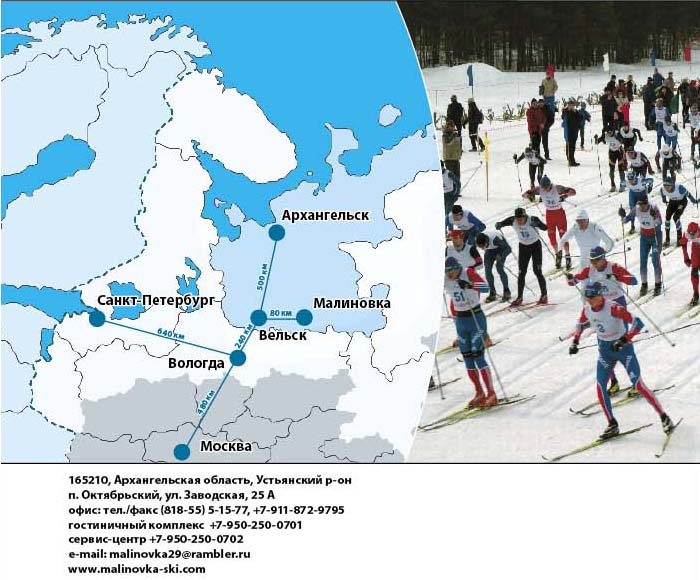 Архангельск
500 км
Санкт-Петербург
Малиновка
80 км
Вельск
640 км
240 км
Вологда
480 км
Москва
51
165210, Архангельская область, Устьянский р-он
п. Октябрьский, ул. Заводская, 25 А
офис: тел./факс (818-55) 5-15-77, +7-911-872-9795
гостиничный комплекс +7-950-250-0701
сервис-центр +7-950-250-0702
e-mail: malinovka29@rambler.ru
www.malinovka-ski.com